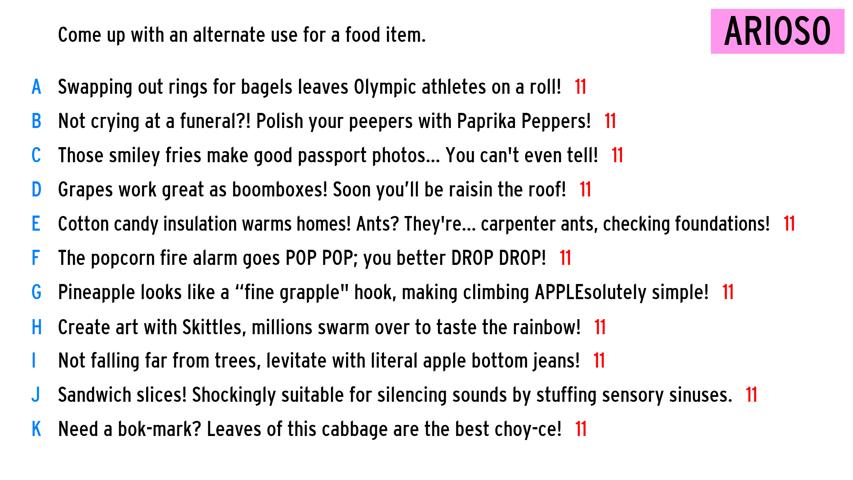 Come up with an alternate use for a food item.
ARIOSO
A Swapping out rings for bagels leaves Olympic athletes on a roll! 11
B Not crying at a funeral?! Polish your peepers with Paprika Peppers! 11
C Those smiley fries make good passport photos... You can't even tell! 11
D Grapes work great as boomboxes! Soon you’ll be raisin the roof! 11
E Cotton candy insulation warms homes! Ants? They're... carpenter ants, checking foundations! 11
F The popcorn fire alarm goes POP POP; you better DROP DROP! 11
G Pineapple looks like a “fine grapple" hook, making climbing APPLEsolutely simple! 11
H Create art with Skittles, millions swarm over to taste the rainbow! 11
I Not falling far from trees, levitate with literal apple bottom jeans! 11
J Sandwich slices! Shockingly suitable for silencing sounds by stuffing sensory sinuses. 11
K Need a bok-mark? Leaves of this cabbage are the best choy-ce! 11